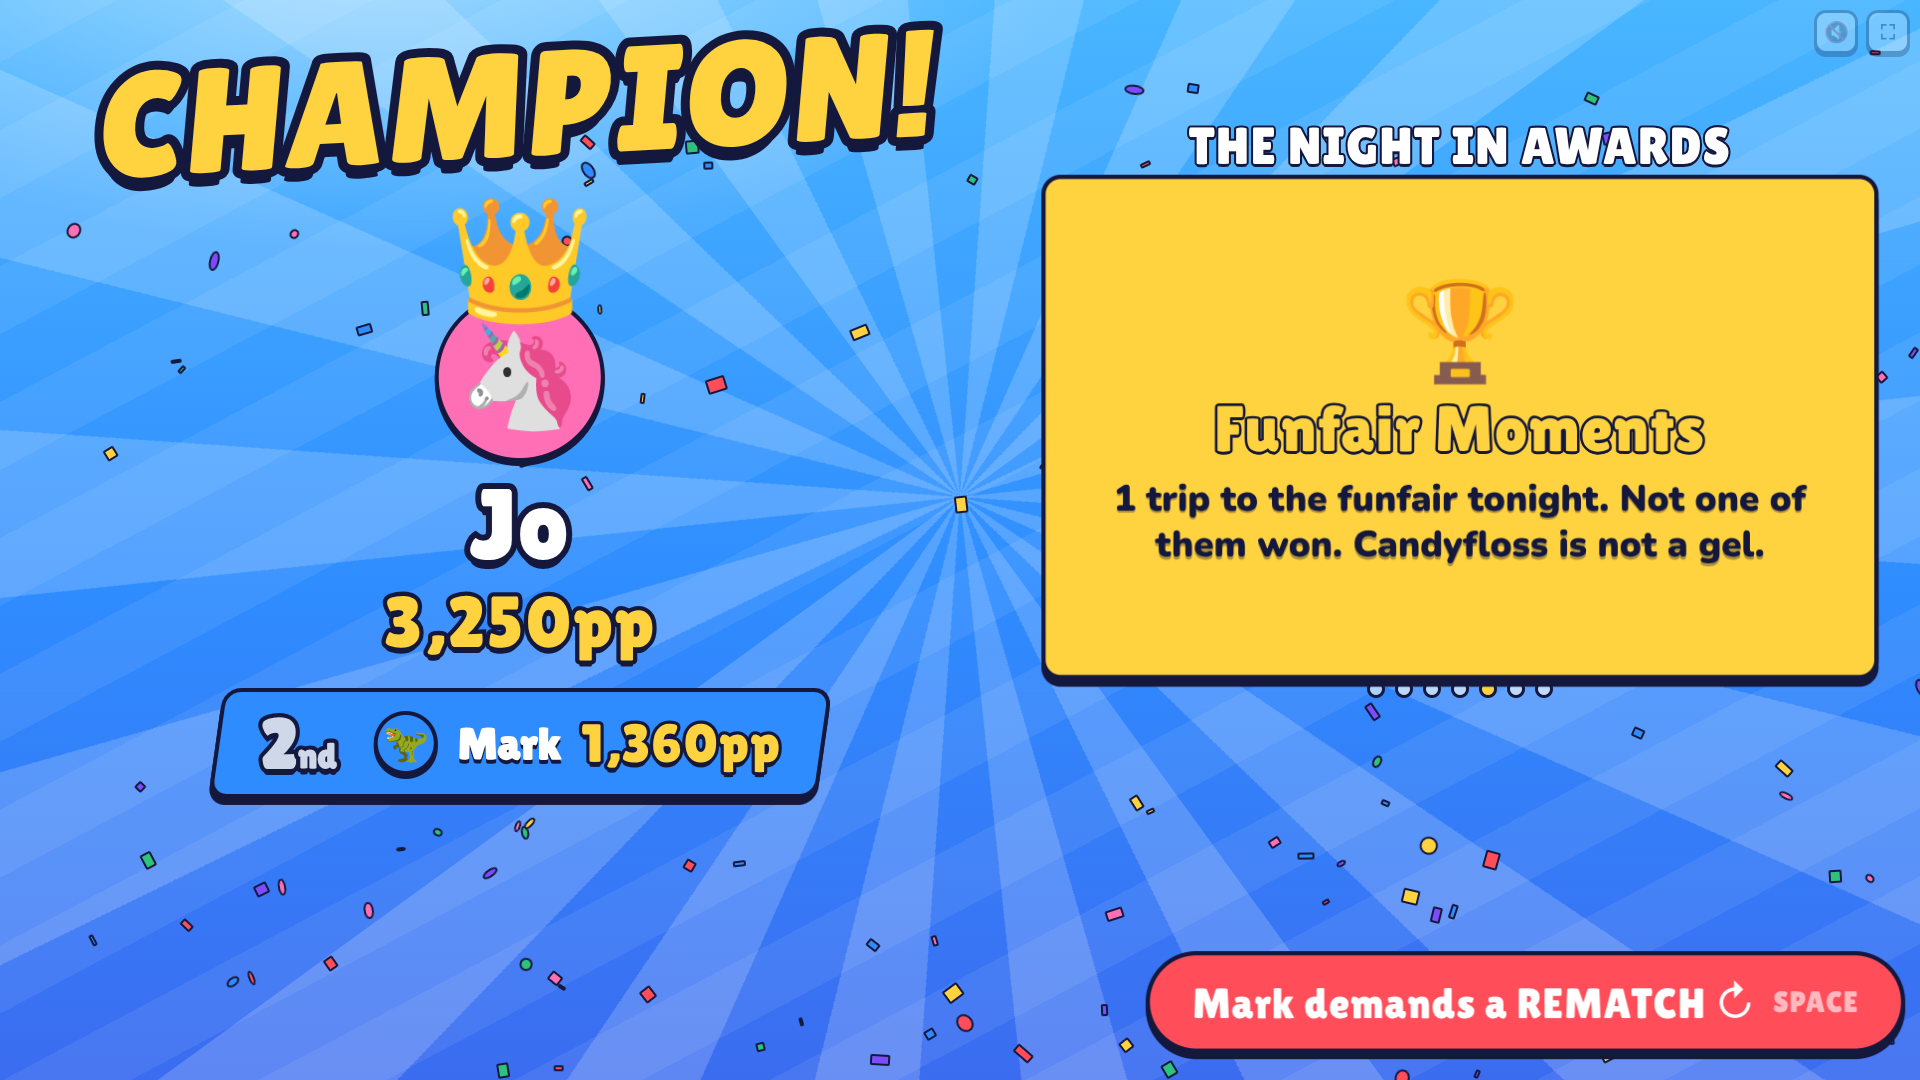 CHAMPION!
Jo
3,250pp
2nd Mark 1,360pp
THE NIGHT IN AWARDS
Funfair Moments
1 trip to the funfair tonight. Not one of
them won. Candyfloss is not a gel.
Mark demands a REMATCH SPACE